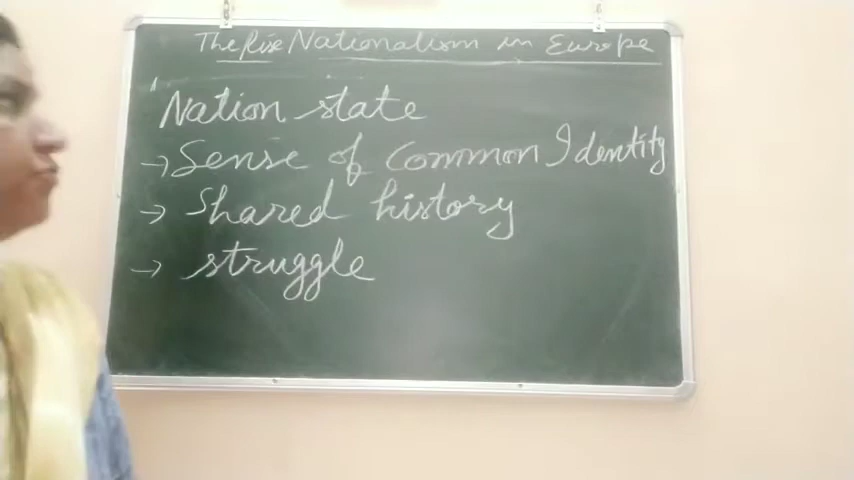 The Rise Nationalism in Europe
Nation state
→ Sense of Common Identity
→ Shared history
→ struggle